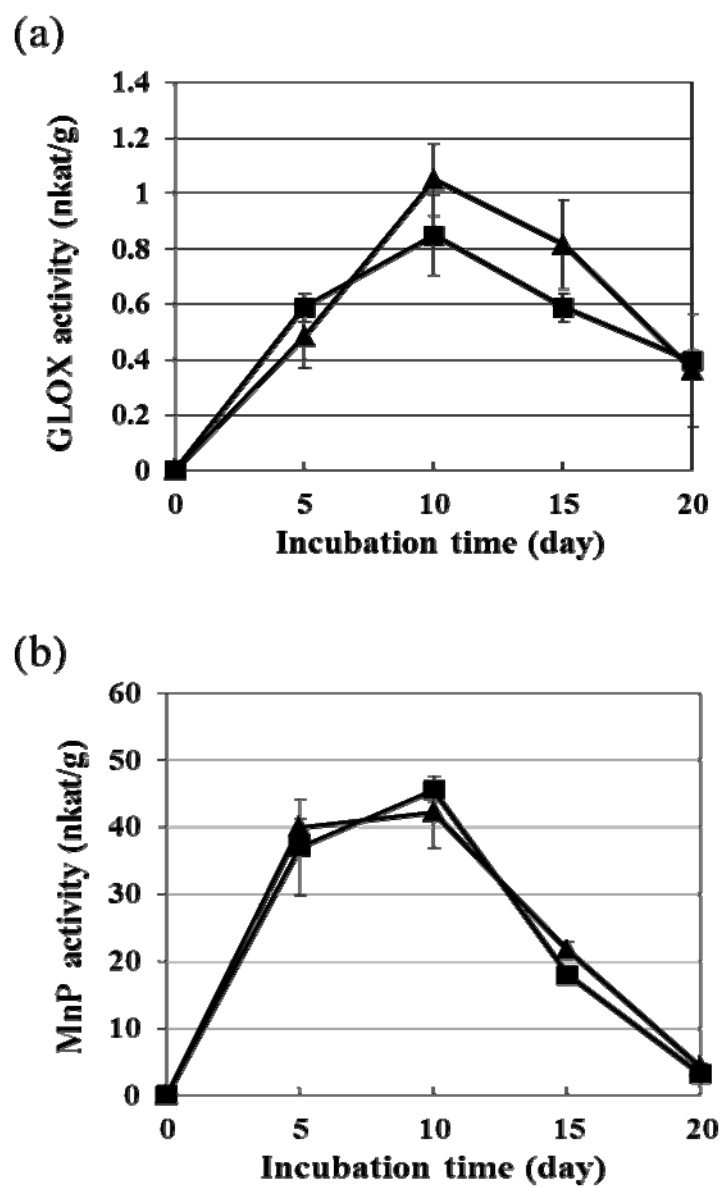 (a)
GLOX activity (nkat/g)
1.4
1.2
1
0.8
0.6
0.4
0.2
0
0 5 10 15 20
Incubation time (day)
(b)
MnP activity (nkat/g)
60
50
40
30
20
10
0
0 5 10 15 20
Incubation time (day)